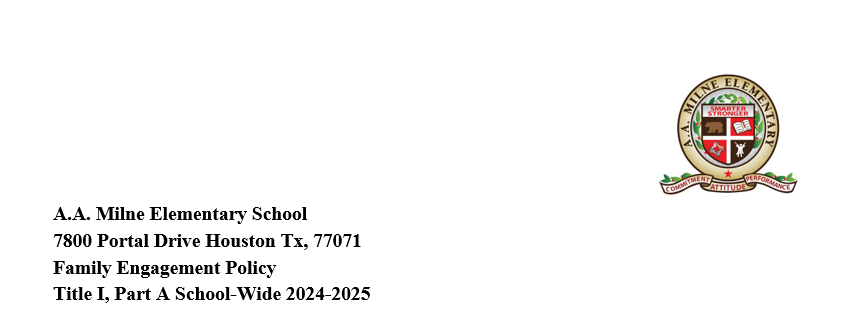 A.A. MILNE ELEMENTARY
SMARTER
STRONGER
COMMITMENT
ATTITUDE
PERFORMANCE
A.A. Milne Elementary School
7800 Portal Drive Houston Tx, 77071
Family Engagement Policy
Title I, Part A School-Wide 2024-2025